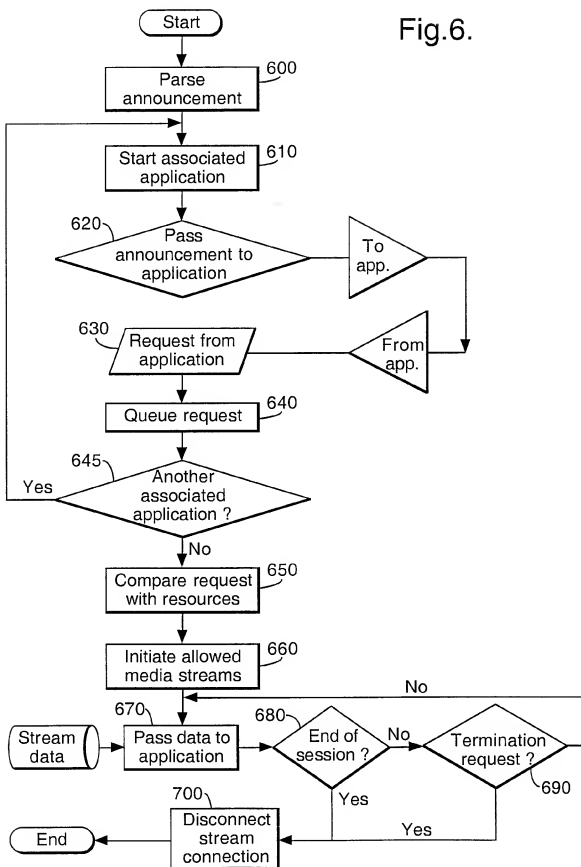 Fig.6.
Start
600
Parse
announcement
610
Start associated
application
620
Pass
announcement to
application
To
app.
630
Request from
application
From
app.
640
Queue request
645
Another
associated
application ?
Yes
No
650
Compare request
with resources
660
Initiate allowed
media streams
No
670
680
Stream
data
Pass data to
application
End of
session ?
No
Termination
request ?
690
Yes
Yes
700
Disconnect
stream
connection
End